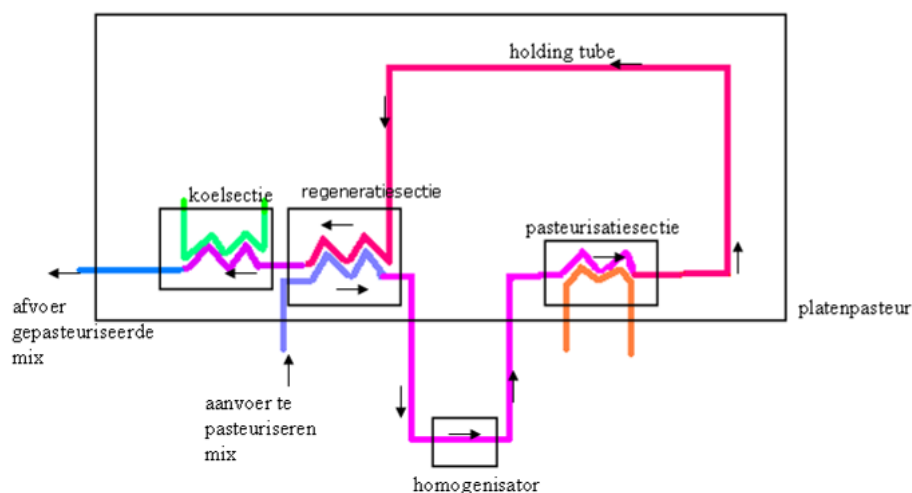 holding tube
koelsectie
regeneratiesectie
pasteurisatiesectie
afvoer
gepasteuriseerde
mix
platenpasteur
aanvoer te
pasteuriseren
mix
homogenisator